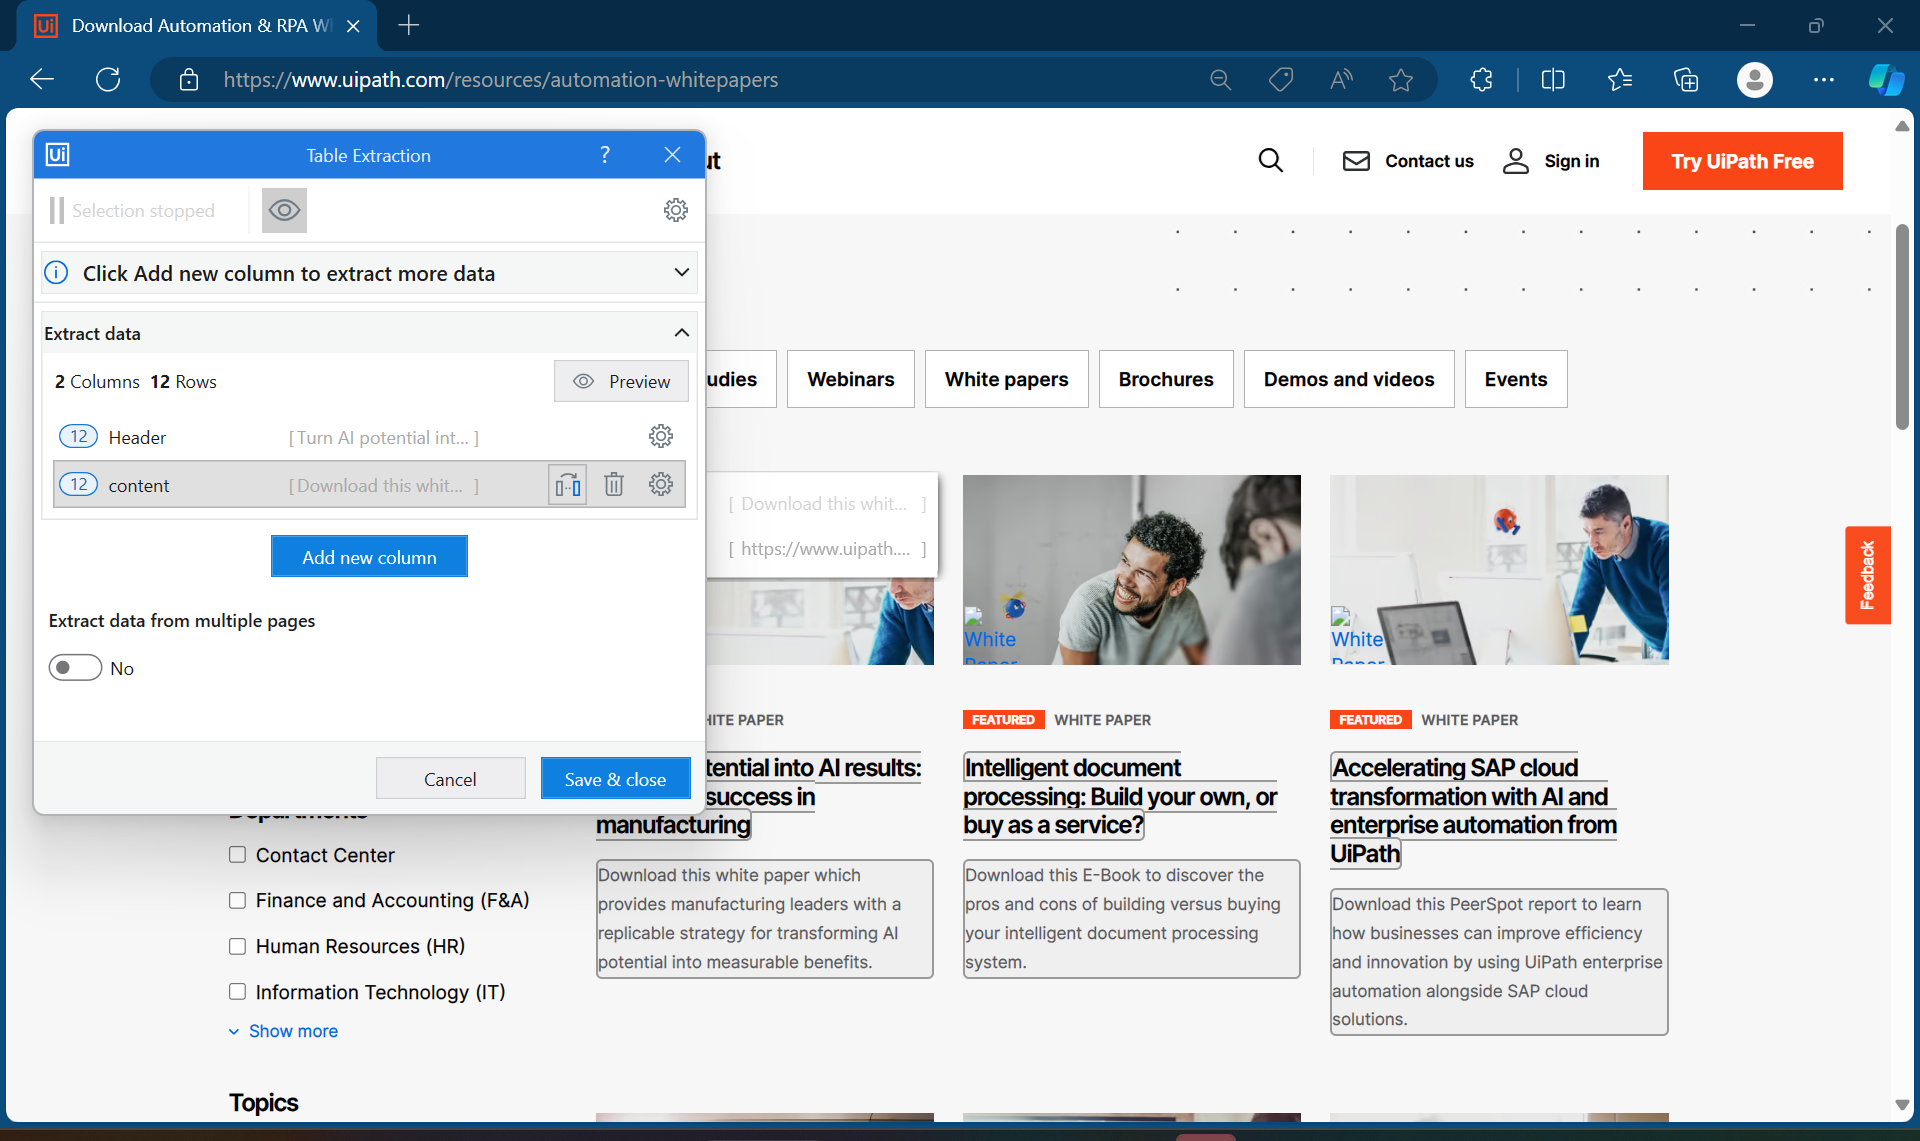 Ui Download Automation & RPA W
https://www.uipath.com/resources/automation-whitepapers
Ui Table Extraction ?
Selection stopped
Click Add new column to extract more data
Extract data
2 Columns 12 Rows
Preview
12 Header [ Turn AI potential int... ]
12 content [ Download this whit... ]
Add new column
Extract data from multiple pages
No
Cancel
Save & close
ut
Contact us
Sign in
Try UiPath Free
udies
Webinars
White papers
Brochures
Demos and videos
Events
[ Download this whit... ]
[ https://www.uipath.... ]
White
Paper
White
Paper
Feedback
HITE PAPER
tential into AI results:
success in
manufacturing
Download this white paper which
provides manufacturing leaders with a
replicable strategy for transforming AI
potential into measurable benefits.
FEATURED WHITE PAPER
Intelligent document
processing: Build your own, or
buy as a service?
Download this E-Book to discover the
pros and cons of building versus buying
your intelligent document processing
system.
FEATURED WHITE PAPER
Accelerating SAP cloud
transformation with AI and
enterprise automation from
UiPath
Download this PeerSpot report to learn
how businesses can improve efficiency
and innovation by using UiPath enterprise
automation alongside SAP cloud
solutions.
Departments
Contact Center
Finance and Accounting (F&A)
Human Resources (HR)
Information Technology (IT)
Show more
Topics